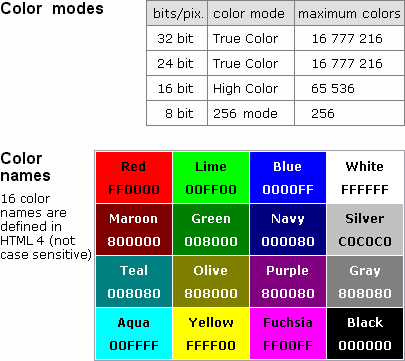 Color modes
bits/pix. color mode maximum colors
32 bit True Color 16 777 216
24 bit True Color 16 777 216
16 bit High Color 65 536
8 bit 256 mode 256
Color
names
16 color
names are
defined in
HTML 4 (not
case sensitive)
Red Lime Blue White
FF0000 00FF00 0000FF FFFFFF
Maroon Green Navy Silver
800000 008000 000080 C0C0C0
Teal Olive Purple Gray
008080 808000 800080 808080
Aqua Yellow Fuchsia Black
00FFFF FFFF00 FF00FF 000000